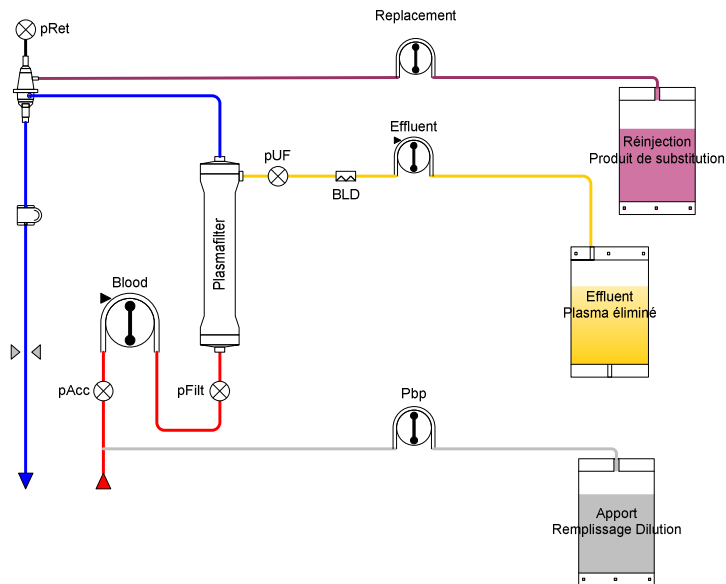 Replacement
pRet
Réinjection
Produit de substitution
Effluent
pUF
BLD
Plasmafilter
Effluent
Plasma éliminé
Blood
pAcc
pFilt
Pbp
Apport
Remplissage Dilution